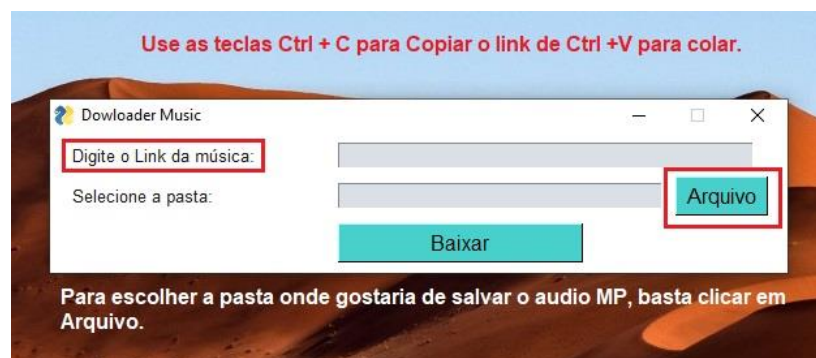 Use as teclas Ctrl + C para Copiar o link de Ctrl +V para colar.
Dowloader Music
Digite o Link da música:
Selecione a pasta:
Arquivo
Baixar
Para escolher a pasta onde gostaria de salvar o audio MP, basta clicar em
Arquivo.